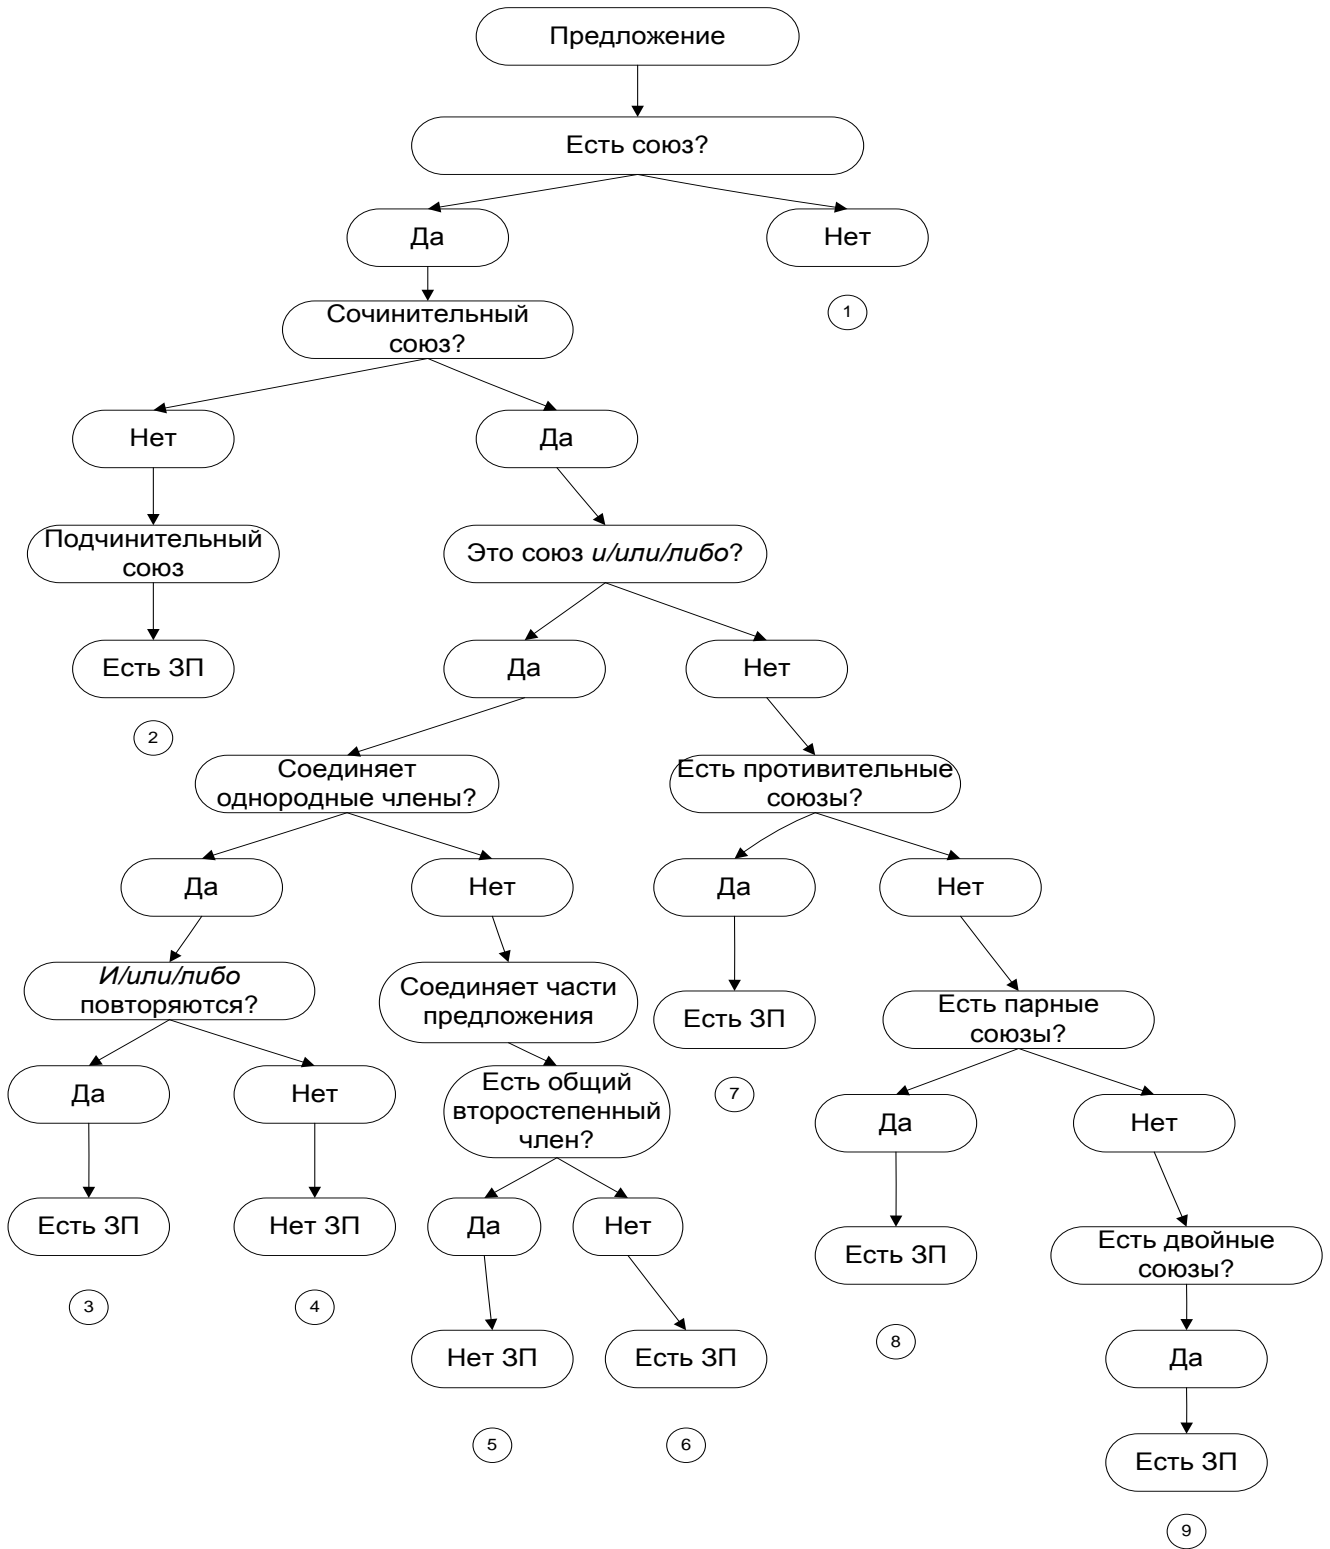 Предложение
Есть союз?
Да
Нет
1
Сочинительный
союз?
Нет
Да
Подчинительный
союз
Это союз и/или/либо?
Есть ЗП
Да
Нет
2
Соединяет
однородные члены?
Есть противительные
союзы?
Да
Нет
Да
Нет
И/или/либо
повторяются?
Соединяет части
предложения
Есть ЗП
Есть парные
союзы?
Да
Нет
Есть общий
второстепенный
член?
7
Да
Нет
Есть ЗП
Нет ЗП
Да
Нет
Есть ЗП
Есть двойные
союзы?
3
4
Нет ЗП
Есть ЗП
8
Да
5
6
Есть ЗП
9